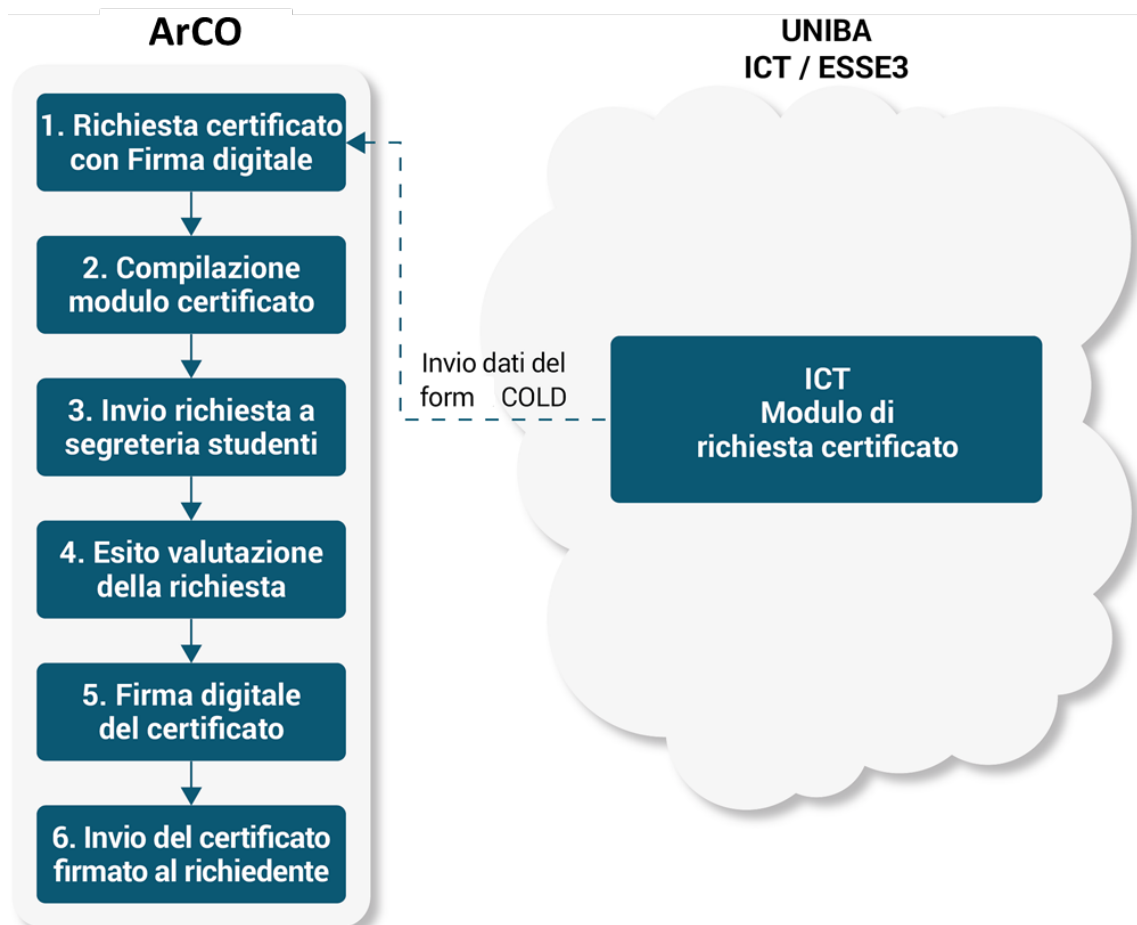 ArCO
1. Richiesta certificato
con Firma digitale
2. Compilazione
modulo certificato
3. Invio richiesta a
segreteria studenti
4. Esito valutazione
della richiesta
5. Firma digitale
del certificato
6. Invio del certificato
firmato al richiedente
Invio dati del
form COLD
UNIBA
ICT / ESSE3
ICT
Modulo di
richiesta certificato